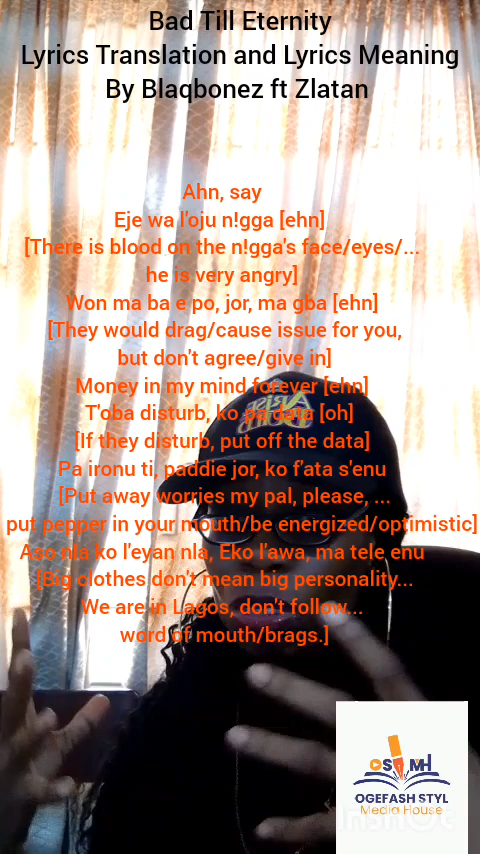 Bad Till Eternity
Lyrics Translation and Lyrics Meaning
By Blaqbonez ft Zlatan
Ahn, say
Eje wa l'oju n!gga [ehn]
[There is blood on the n!gga's face/eyes/...
he is very angry]
Won ma ba e po, jor, ma gba [ehn]
[They would drag/cause issue for you,
but don't agree/give in]
Money in my mind forever [ehn]
T'oba disturb, ko pa data [oh]
[If they disturb, put off the data]
Pa ironu ti, paddie jor, ko f'ata s'enu
[Put away worries my pal, please, ...
put pepper in your mouth/be energized/optimistic]
Aso nla ko l'eyan nla, Eko l'awa, ma tele enu
[Big clothes don't mean big personality...
We are in Lagos, don't follow...
word of mouth/brags.]
OSMH
OGEFASH STYL
Media House
InShOt